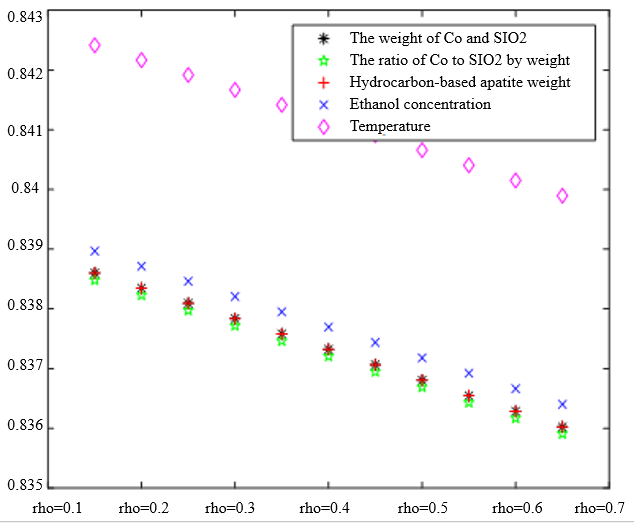 0.843
0.842
0.841
0.84
0.839
0.838
0.837
0.836
0.835
The weight of Co and SIO2
The ratio of Co to SIO2 by weight
Hydrocarbon-based apatite weight
Ethanol concentration
Temperature
rho=0.1 rho=0.2 rho=0.3 rho=0.4 rho=0.5 rho=0.6 rho=0.7